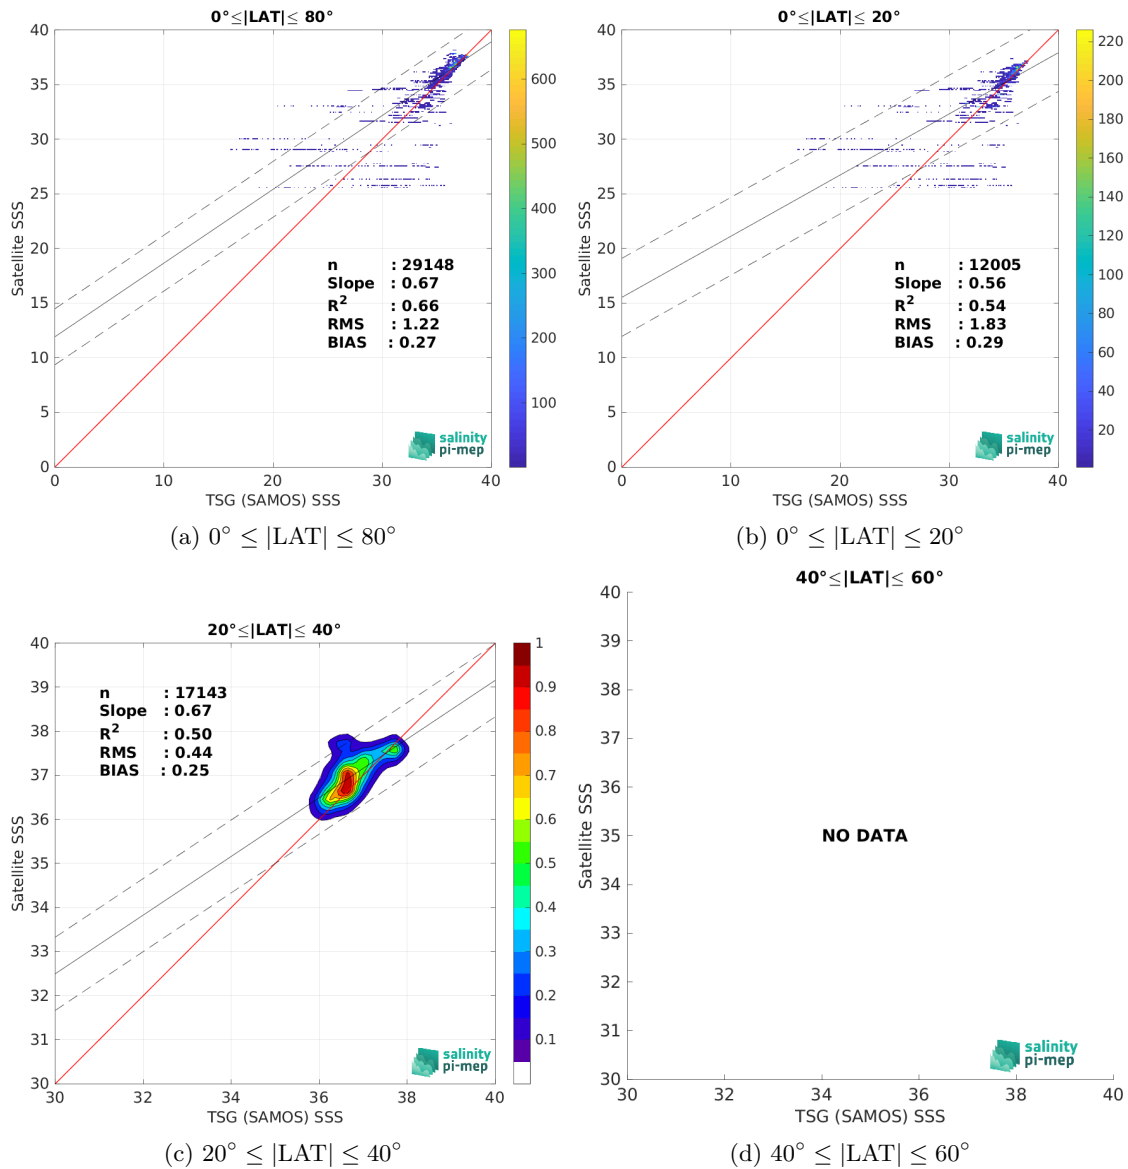 0°≤|LAT|≤ 80°
40
35
30
25
20
15
10
5
0
Satellite SSS
n : 29148
Slope : 0.67
R² : 0.66
RMS : 1.22
BIAS : 0.27
salinity
pi-mep
0 10 20 30 40
TSG (SAMOS) SSS
600
500
400
300
200
100
(a) 0° ≤ |LAT| ≤ 80°
0°≤|LAT|≤ 20°
40
35
30
25
20
15
10
5
0
Satellite SSS
n : 12005
Slope : 0.56
R² : 0.54
RMS : 1.83
BIAS : 0.29
salinity
pi-mep
0 10 20 30 40
TSG (SAMOS) SSS
220
200
180
160
140
120
100
80
60
40
20
(b) 0° ≤ |LAT| ≤ 20°
20°≤|LAT|≤ 40°
40
39
38
37
36
35
34
33
32
31
30
Satellite SSS
n : 17143
Slope : 0.67
R² : 0.50
RMS : 0.44
BIAS : 0.25
salinity
pi-mep
30 32 34 36 38 40
TSG (SAMOS) SSS
1
0.9
0.8
0.7
0.6
0.5
0.4
0.3
0.2
0.1
(c) 20° ≤ |LAT| ≤ 40°
40°≤|LAT|≤ 60°
40
39
38
37
36
35
34
33
32
31
30
Satellite SSS
NO DATA
salinity
pi-mep
30 32 34 36 38 40
TSG (SAMOS) SSS
(d) 40° ≤ |LAT| ≤ 60°